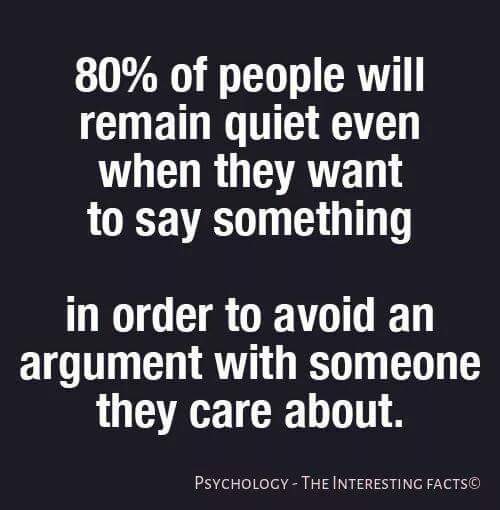 80% of people will
remain quiet even
when they want
to say something
in order to avoid an
argument with someone
they care about.
Psychology - The Interesting facts©